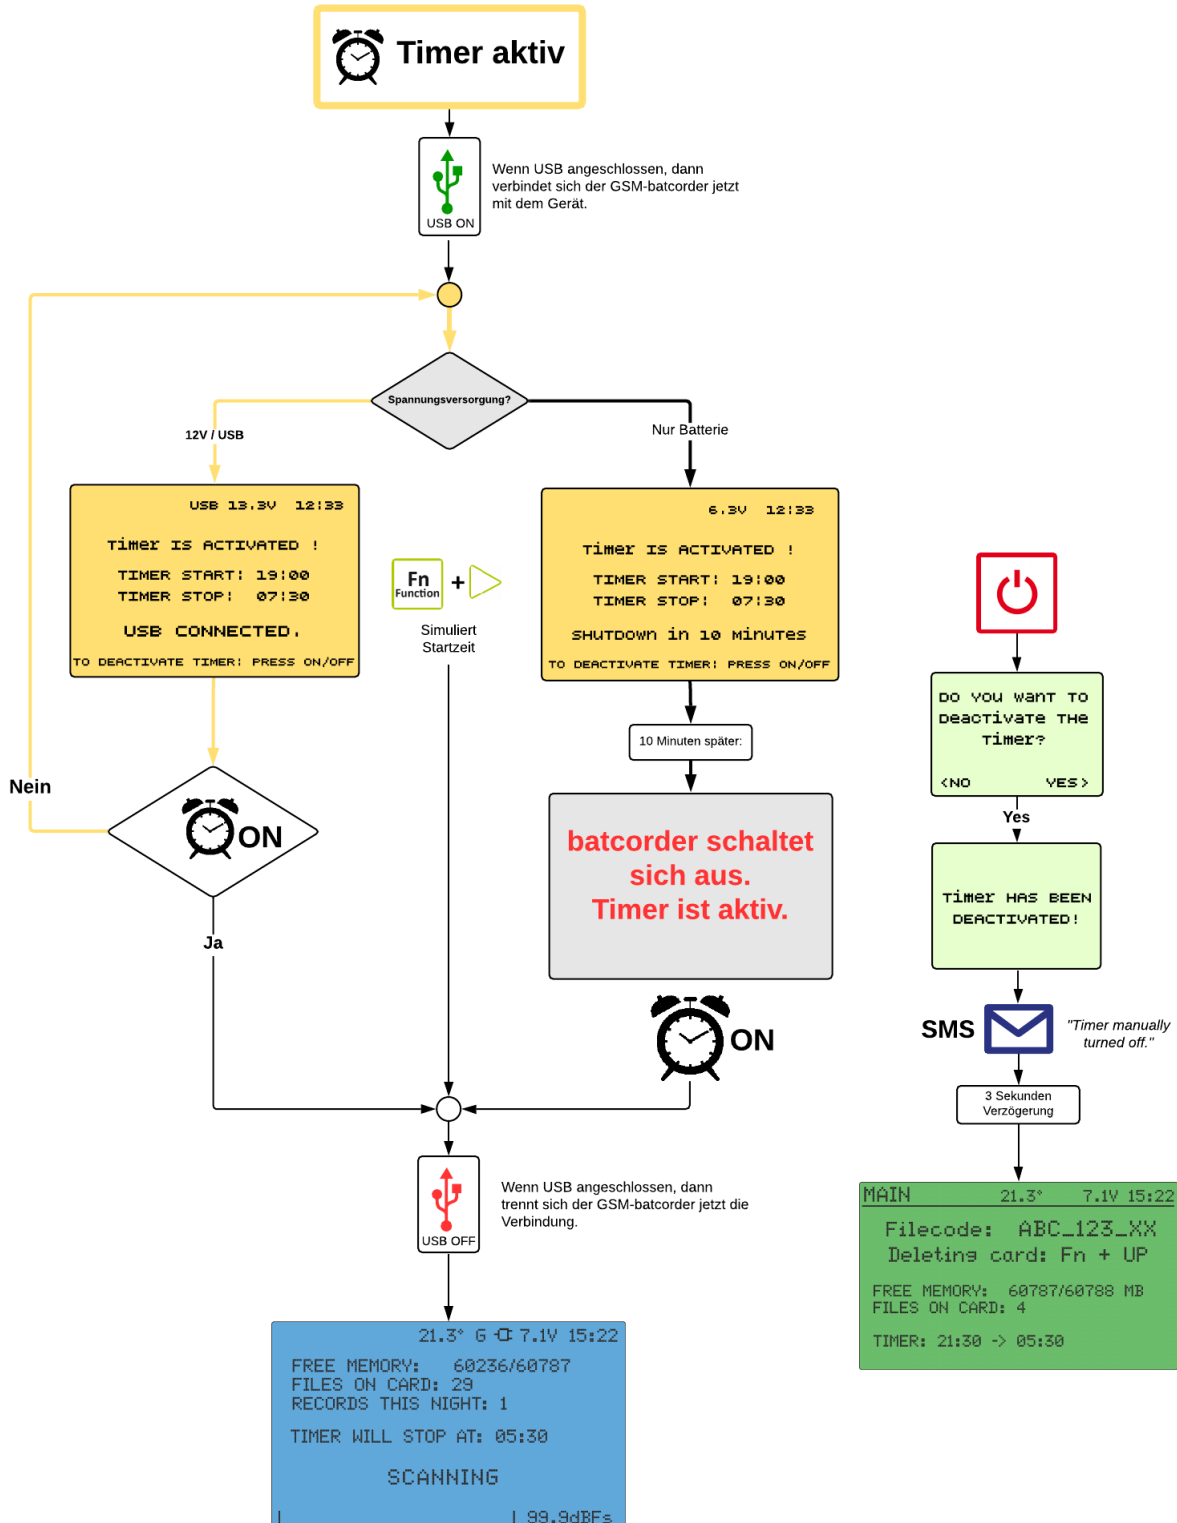 Timer aktiv
USB ON
Wenn USB angeschlossen, dann
verbindet sich der GSM-batcorder jetzt
mit dem Gerät.
Spannungsversorgung?
12V / USB
Nur Batterie
USB 13.3V 12:33
Timer IS ACTIVATED !
TIMER START: 19:00
TIMER STOP: 07:30
USB CONNECTED.
TO DEACTIVATE TIMER: PRESS ON/OFF
Fn
Function
+
Simuliert
Startzeit
6.3V 12:33
Timer IS ACTIVATED !
TIMER START: 19:00
TIMER STOP: 07:30
SHUTDOWN in 10 Minutes
TO DEACTIVATE TIMER: PRESS ON/OFF
10 Minuten später:
Nein
ON
Ja
batcorder schaltet
sich aus.
Timer ist aktiv.
ON
USB OFF
Wenn USB angeschlossen, dann
trennt sich der GSM-batcorder jetzt die
Verbindung.
21.3° G 7.1V 15:22
FREE MEMORY: 60236/60787
FILES ON CARD: 29
RECORDS THIS NIGHT: 1
TIMER WILL STOP AT: 05:30
SCANNING
99.9dBFs
DO YOU WANT TO
DEACTIVATE THE
TIMER?
<NO YES>
Yes
Timer HAS BEEN
DEACTIVATED!
SMS
"Timer manually
turned off."
3 Sekunden
Verzögerung
MAIN 21.3° 7.1V 15:22
Filecode: ABC_123_XX
Deleting card: Fn + UP
FREE MEMORY: 60787/60788 MB
FILES ON CARD: 4
TIMER: 21:30 -> 05:30